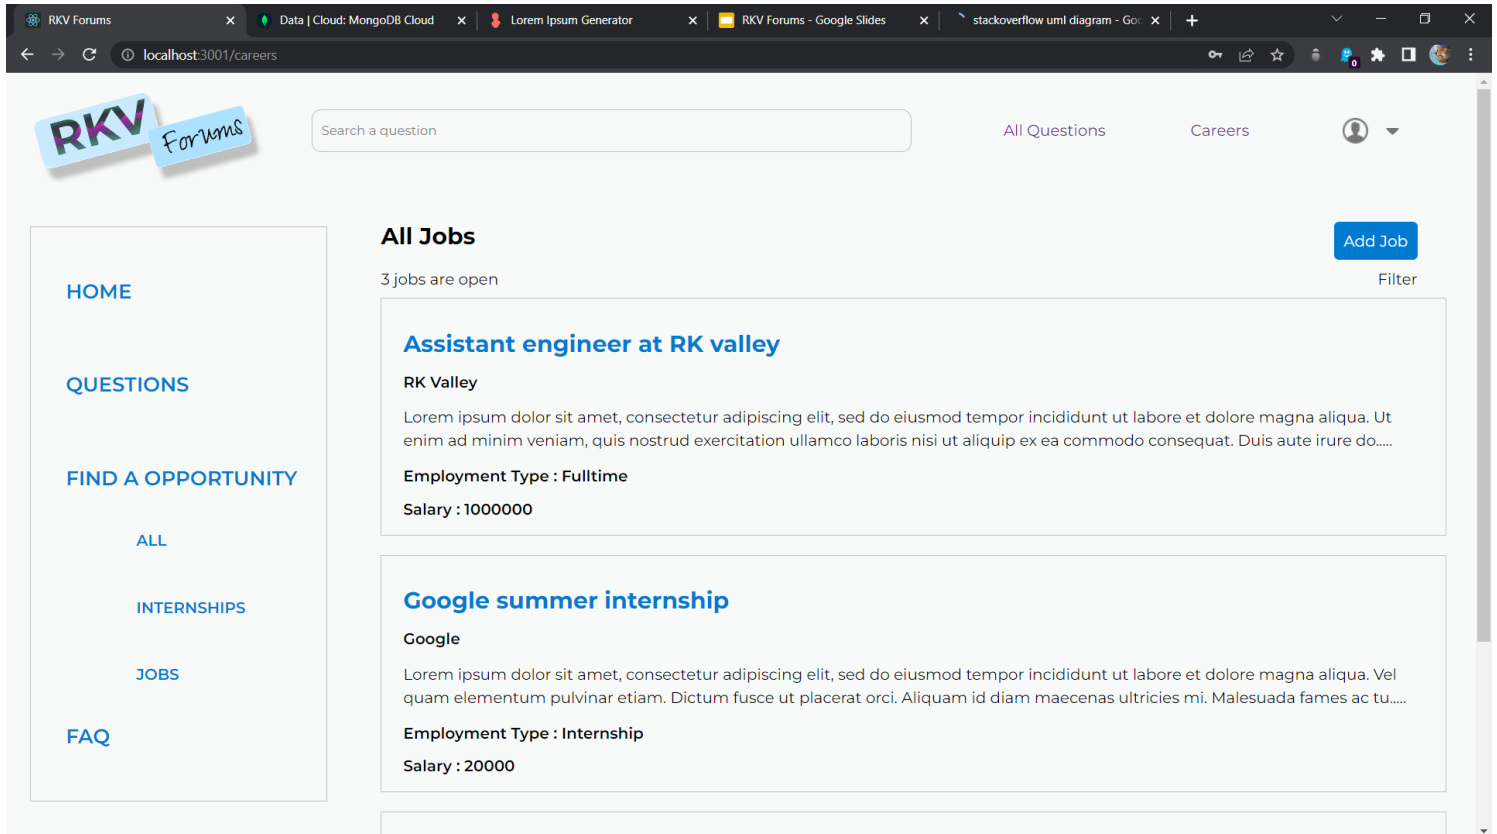 RKV Forums
Data | Cloud: MongoDB Cloud
Lorem Ipsum Generator
RKV Forums - Google Slides
stackoverflow uml diagram - Goo
localhost:3001/careers
0
RKV Forums
Search a question
All Questions
Careers
HOME
QUESTIONS
FIND A OPPORTUNITY
ALL
INTERNSHIPS
JOBS
FAQ
All Jobs
Add Job
3 jobs are open
Filter
Assistant engineer at RK valley
RK Valley
Lorem ipsum dolor sit amet, consectetur adipiscing elit, sed do eiusmod tempor incididunt ut labore et dolore magna aliqua. Ut
enim ad minim veniam, quis nostrud exercitation ullamco laboris nisi ut aliquip ex ea commodo consequat. Duis aute irure do.....
Employment Type : Fulltime
Salary : 1000000
Google summer internship
Google
Lorem ipsum dolor sit amet, consectetur adipiscing elit, sed do eiusmod tempor incididunt ut labore et dolore magna aliqua. Vel
quam elementum pulvinar etiam. Dictum fusce ut placerat orci. Aliquam id diam maecenas ultricies mi. Malesuada fames ac tu.....
Employment Type : Internship
Salary : 20000